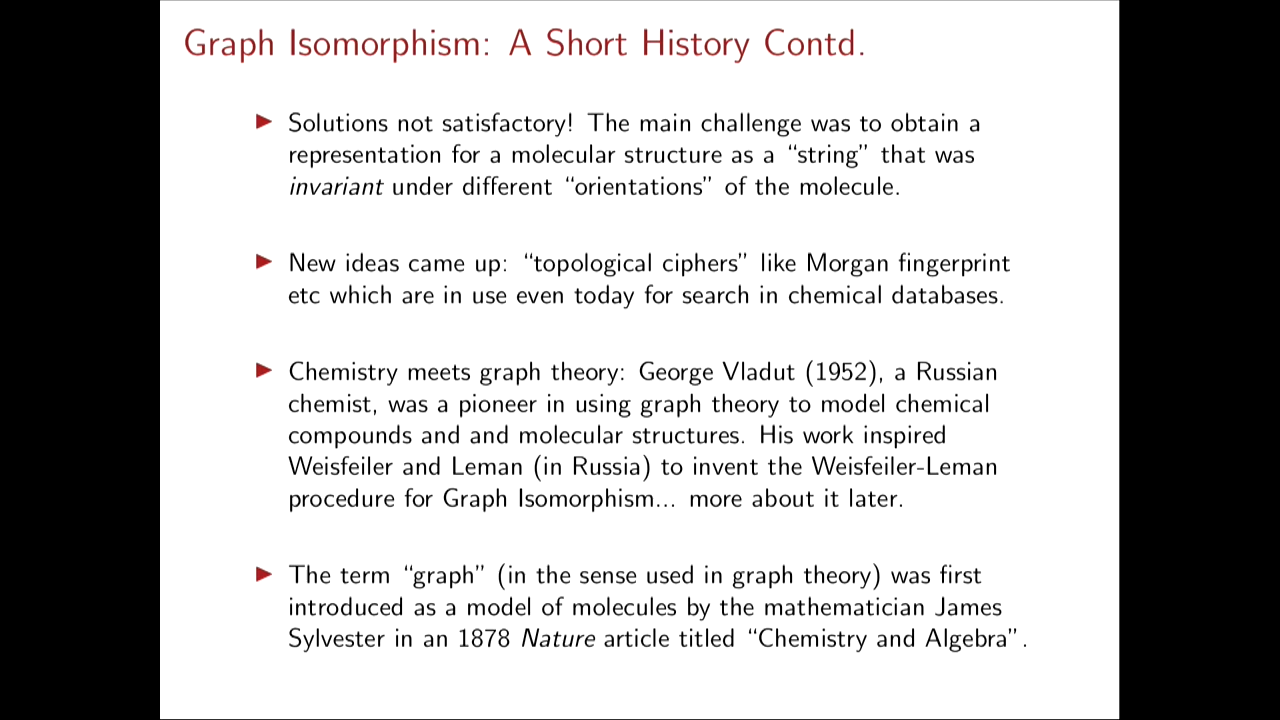 Graph Isomorphism: A Short History Contd.
▶ Solutions not satisfactory! The main challenge was to obtain a
representation for a molecular structure as a “string” that was
invariant under different “orientations” of the molecule.
▶ New ideas came up: “topological ciphers” like Morgan fingerprint
etc which are in use even today for search in chemical databases.
▶ Chemistry meets graph theory: George Vladut (1952), a Russian
chemist, was a pioneer in using graph theory to model chemical
compounds and and molecular structures. His work inspired
Weisfeiler and Leman (in Russia) to invent the Weisfeiler-Leman
procedure for Graph Isomorphism... more about it later.
▶ The term “graph” (in the sense used in graph theory) was first
introduced as a model of molecules by the mathematician James
Sylvester in an 1878 Nature article titled “Chemistry and Algebra”.